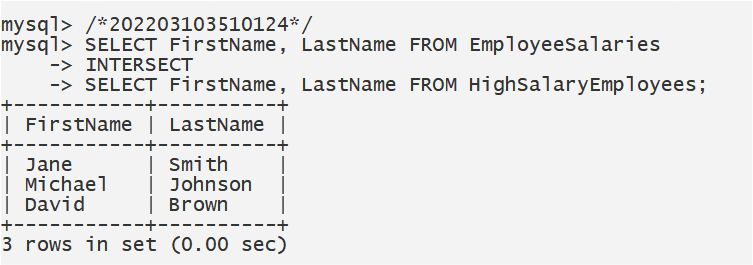 mysql> /*202203103510124*/
mysql> SELECT FirstName, LastName FROM EmployeeSalaries
    -> INTERSECT
    -> SELECT FirstName, LastName FROM HighSalaryEmployees;
+-----------+----------+
| FirstName | LastName |
+-----------+----------+
| Jane      | Smith    |
| Michael   | Johnson  |
| David     | Brown    |
+-----------+----------+
3 rows in set (0.00 sec)